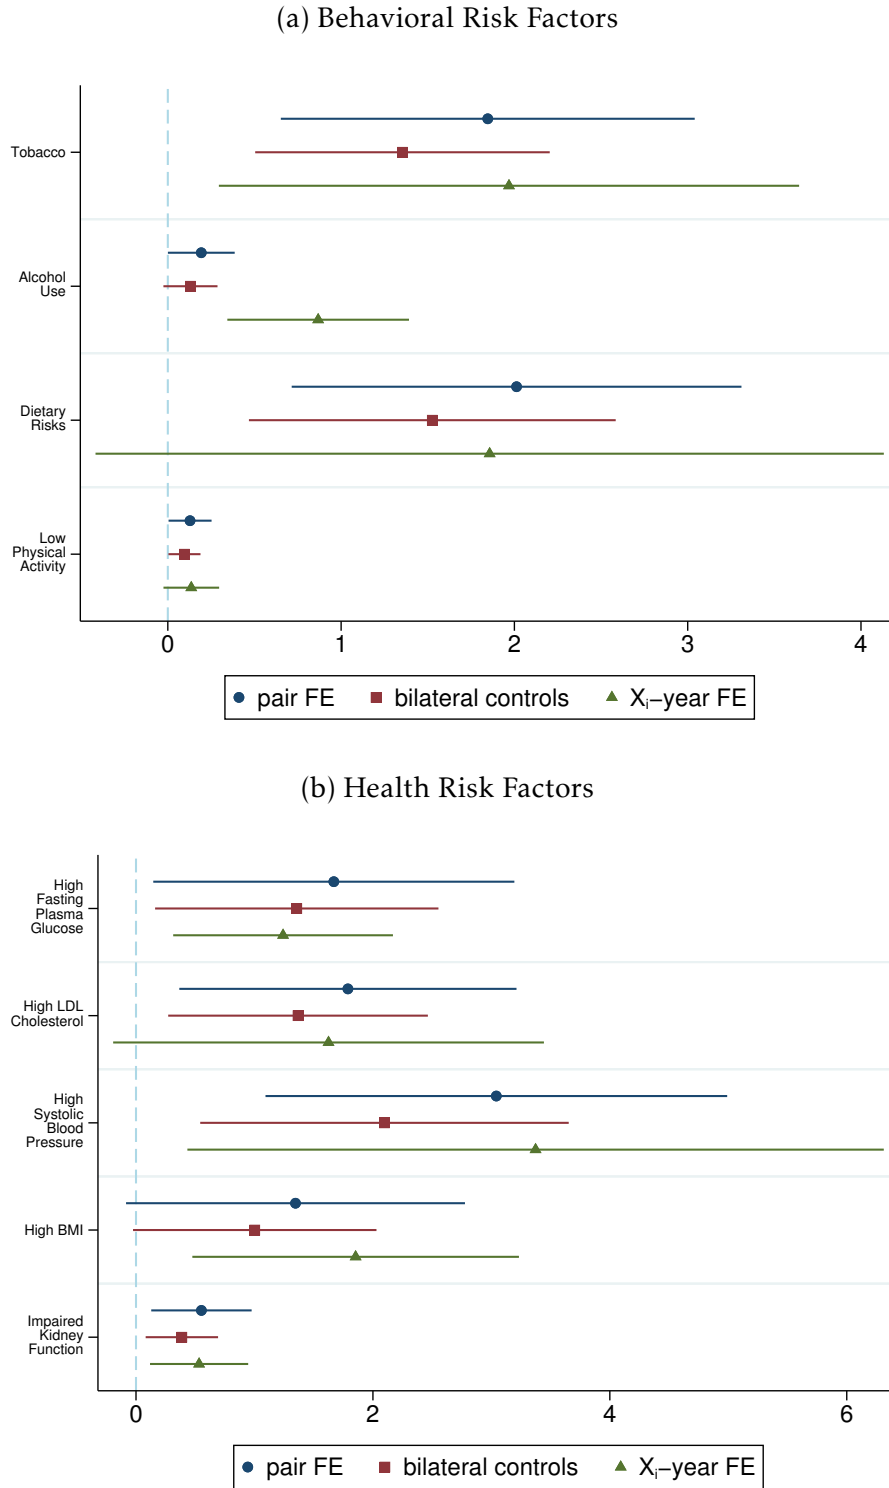 (a) Behavioral Risk Factors
Tobacco
Alcohol
Use
Dietary
Risks
Low
Physical
Activity
0 1 2 3 4
pair FE bilateral controls Xi−year FE
(b) Health Risk Factors
High
Fasting
Plasma
Glucose
High LDL
Cholesterol
High
Systolic
Blood
Pressure
High BMI
Impaired
Kidney
Function
0 2 4 6
pair FE bilateral controls Xi−year FE